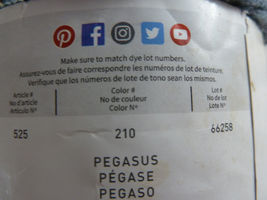 Make sure to match dye lot numbers.
Assurez-vous de faire correspondre les numéros de lot de teinture.
Verifique que los números de lote de tono sean los mismos.
Article # Color # Lot #
No d'article No de couleur No de lot
Artículo Nº Color Nº Lote Nº
525 210 66258
PEGASUS
PÉGASE
PEGASO